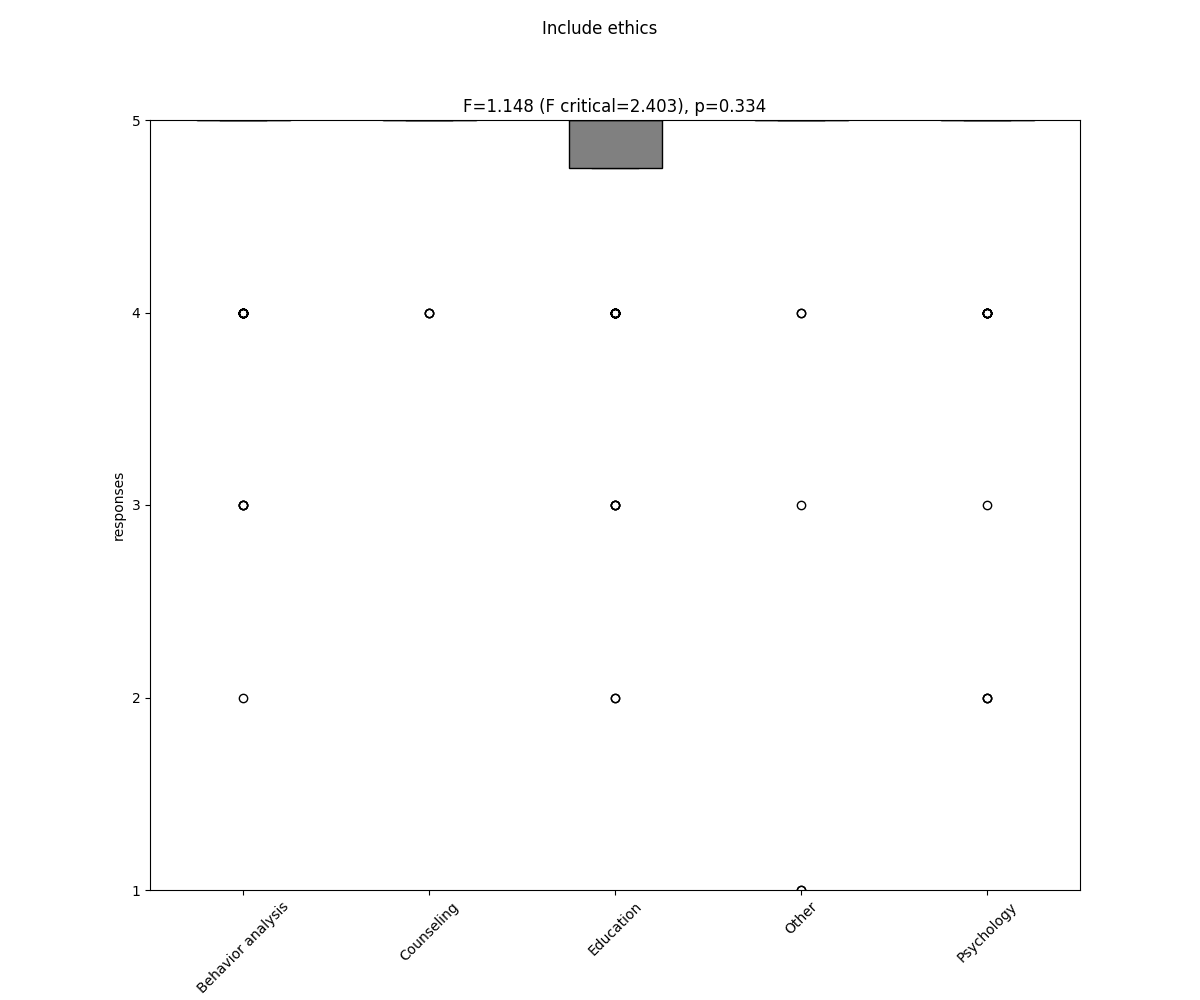 Include ethics
F=1.148 (F critical=2.403), p=0.334
5
4
3
2
1
responses
Behavior analysis
Counseling
Education
Other
Psychology